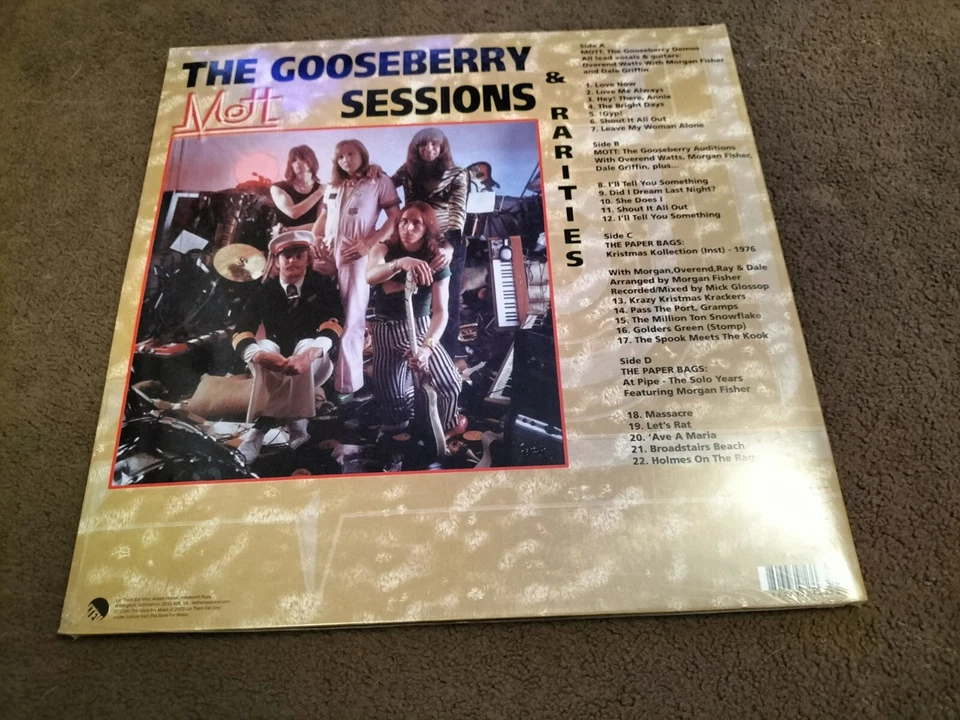 THE GOOSEBERRY
Mott
SESSIONS
& RARITIES
Side A
MOTT: The Gooseberry Demos
All lead vocals & guitars:
Overend Watts With Morgan Fisher
and Dale Griffin
1. Love Now
2. Love Me Always
3. Hey! There, Annie
4. The Bright Days
5. !Gyp!
6. Shout It All Out
7. Leave My Woman Alone
Side B
MOTT: The Gooseberry Auditions
With Overend Watts, Morgan Fisher,
Dale Griffin, plus...
8. I'll Tell You Something
9. Did I Dream Last Night?
10. She Does I
11. Shout It All Out
12. I'll Tell You Something
Side C
THE PAPER BAGS:
Kristmas Kollection (Inst) - 1976
With Morgan,Overend,Ray & Dale
Arranged by Morgan Fisher
Recorded/Mixed by Mick Glossop
13. Krazy Kristmas Krackers
14. Pass The Port, Gramps
15. The Million Ton Snowflake
16. Golders Green (Stomp)
17. The Spook Meets The Kook
Side D
THE PAPER BAGS:
At Pipe - The Solo Years
Featuring Morgan Fisher
18. Massacre
19. Let's Rat
20. 'Ave A Maria
21. Broadstairs Beach
22. Holmes On The